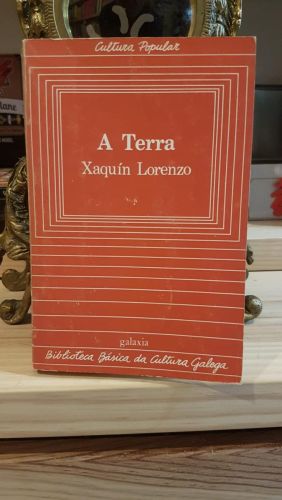 Cultura Popular
A Terra
Xaquín Lorenzo
galaxia
Biblioteca Básica da Cultura Galega